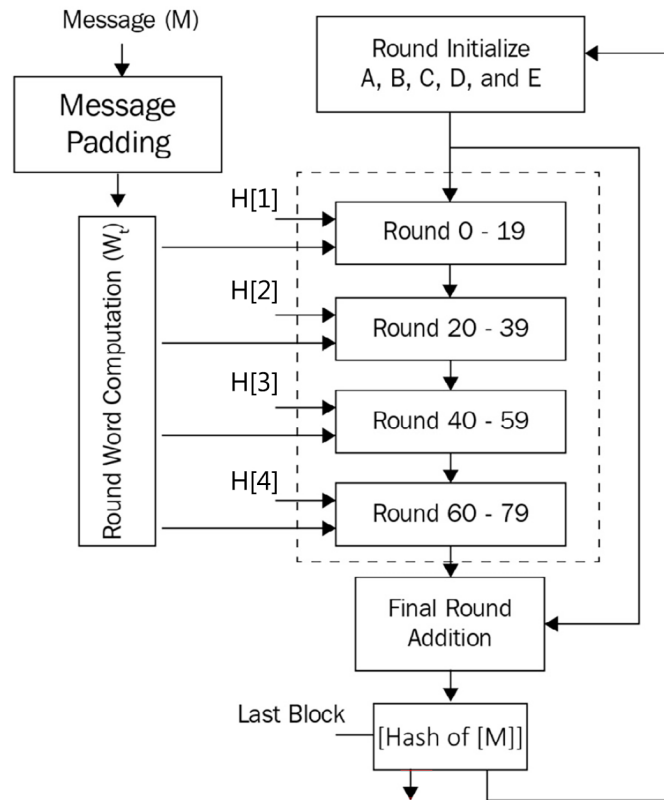 Message (M)
Message
Padding
Round Word Computation (Wt)
Round Initialize
A, B, C, D, and E
H[1]
Round 0 - 19
H[2]
Round 20 - 39
H[3]
Round 40 - 59
H[4]
Round 60 - 79
Final Round
Addition
Last Block
[Hash of [M]]